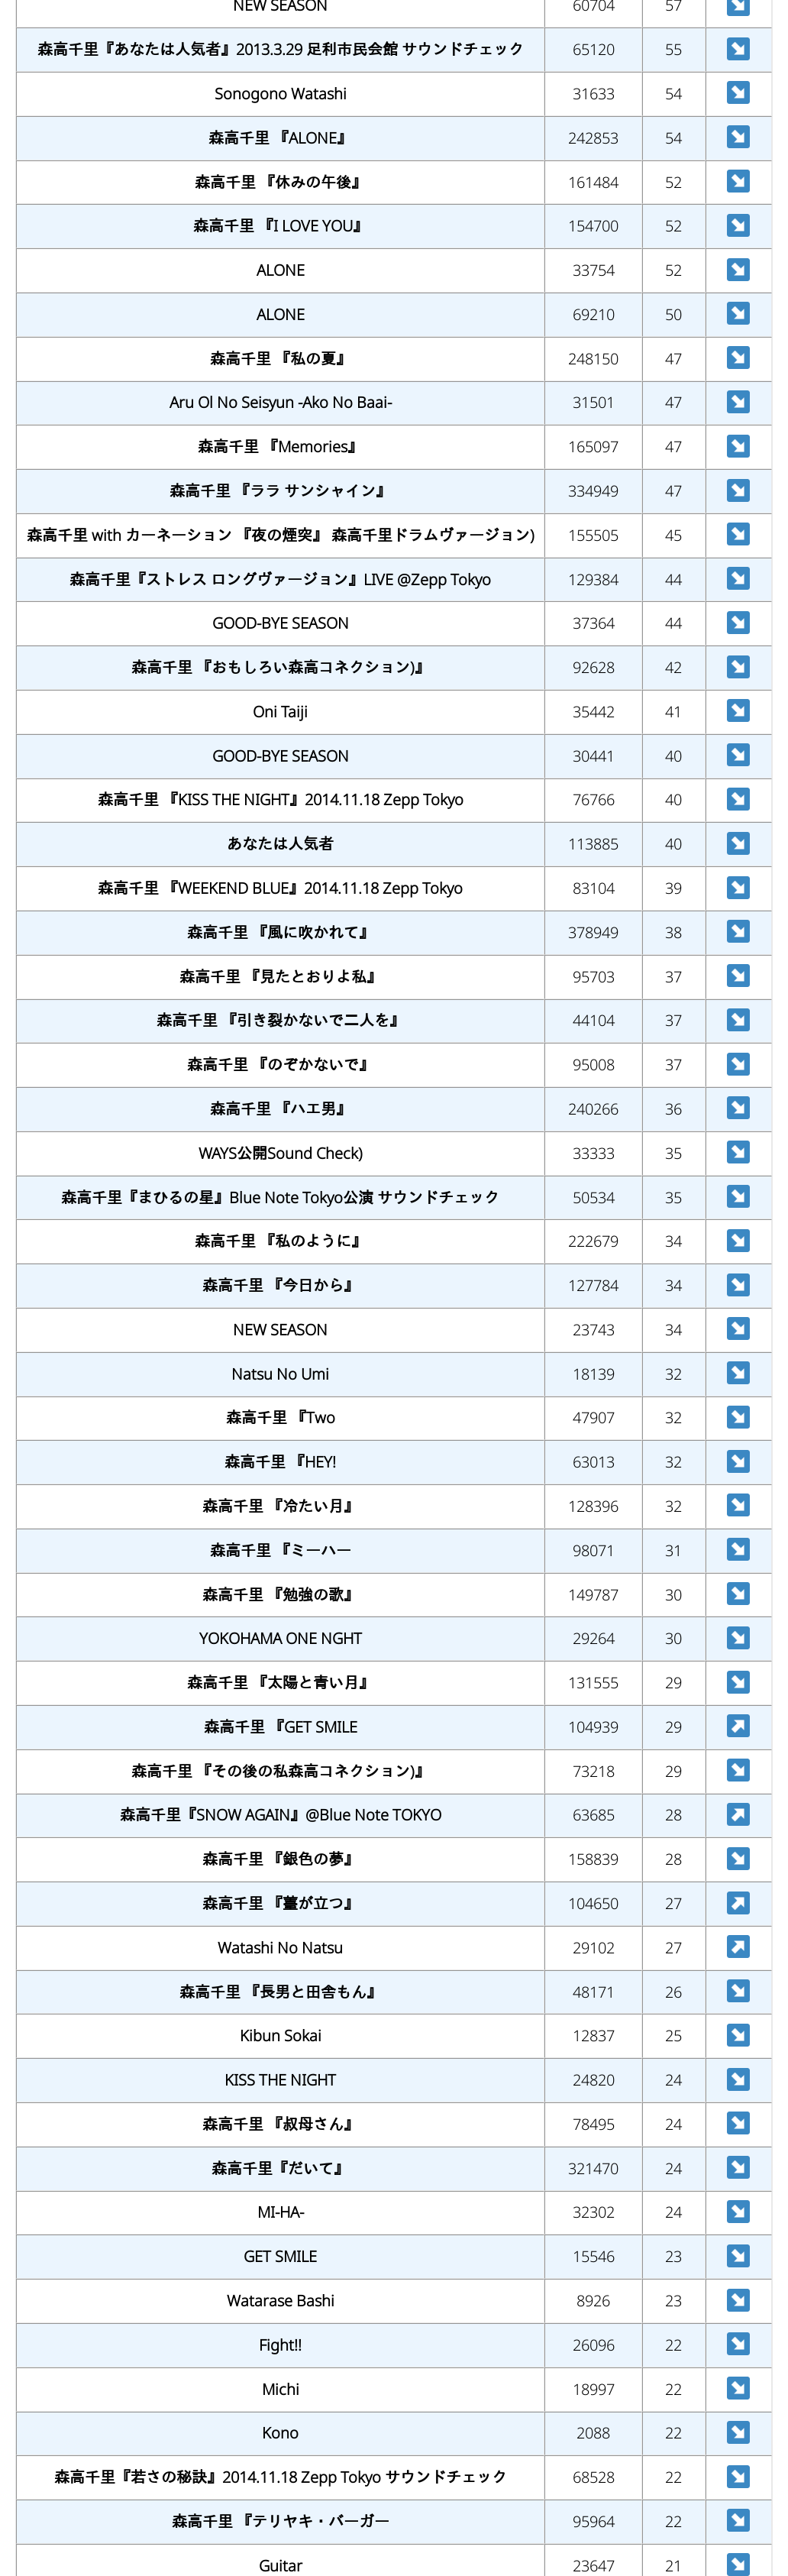 NEW SEASON 60704 57
森高千里『あなたは人気者』2013.3.29 足利市民会館 サウンドチェック 65120 55
Sonogono Watashi 31633 54
森高千里 『ALONE』 242853 54
森高千里 『休みの午後』 161484 52
森高千里 『I LOVE YOU』 154700 52
ALONE 33754 52
ALONE 69210 50
森高千里 『私の夏』 248150 47
Aru Ol No Seisyun -Ako No Baai- 31501 47
森高千里 『Memories』 165097 47
森高千里 『ララ サンシャイン』 334949 47
森高千里 with カーネーション 『夜の煙突』 森高千里ドラムヴァージョン) 155505 45
森高千里『ストレス ロングヴァージョン』LIVE @Zepp Tokyo 129384 44
GOOD-BYE SEASON 37364 44
森高千里 『おもしろい森高コネクション)』 92628 42
Oni Taiji 35442 41
GOOD-BYE SEASON 30441 40
森高千里 『KISS THE NIGHT』2014.11.18 Zepp Tokyo 76766 40
あなたは人気者 113885 40
森高千里 『WEEKEND BLUE』2014.11.18 Zepp Tokyo 83104 39
森高千里 『風に吹かれて』 378949 38
森高千里 『見たとおりよ私』 95703 37
森高千里 『引き裂かないで二人を』 44104 37
森高千里 『のぞかないで』 95008 37
森高千里 『ハエ男』 240266 36
WAYS公開Sound Check) 33333 35
森高千里『まひるの星』Blue Note Tokyo公演 サウンドチェック 50534 35
森高千里 『私のように』 222679 34
森高千里 『今日から』 127784 34
NEW SEASON 23743 34
Natsu No Umi 18139 32
森高千里 『Two 47907 32
森高千里 『HEY! 63013 32
森高千里 『冷たい月』 128396 32
森高千里 『ミーハー 98071 31
森高千里 『勉強の歌』 149787 30
YOKOHAMA ONE NGHT 29264 30
森高千里 『太陽と青い月』 131555 29
森高千里 『GET SMILE 104939 29
森高千里 『その後の私森高コネクション)』 73218 29
森高千里『SNOW AGAIN』@Blue Note TOKYO 63685 28
森高千里 『銀色の夢』 158839 28
森高千里 『薹が立つ』 104650 27
Watashi No Natsu 29102 27
森高千里 『長男と田舎もん』 48171 26
Kibun Sokai 12837 25
KISS THE NIGHT 24820 24
森高千里 『叔母さん』 78495 24
森高千里『だいて』 321470 24
MI-HA- 32302 24
GET SMILE 15546 23
Watarase Bashi 8926 23
Fight!! 26096 22
Michi 18997 22
Kono 2088 22
森高千里『若さの秘訣』2014.11.18 Zepp Tokyo サウンドチェック 68528 22
森高千里 『テリヤキ・バーガー 95964 22
Guitar 23647 21